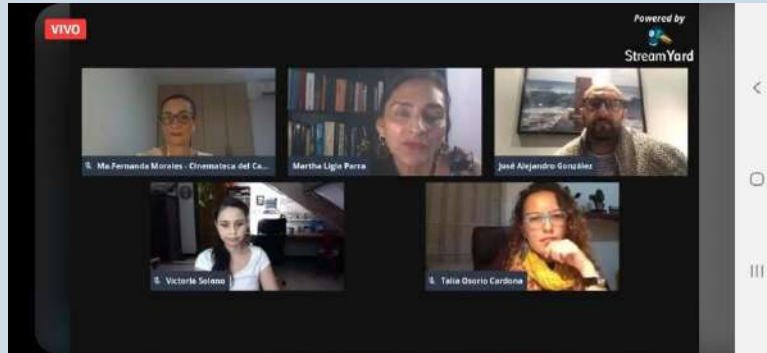 VIVO
Powered by
StreamYard
Ma.Fernanda Morales - Cinemateca del Ca...
Martha Ligia Parra
José Alejandro González
Victoria Solano
Talia Osorio Cardona